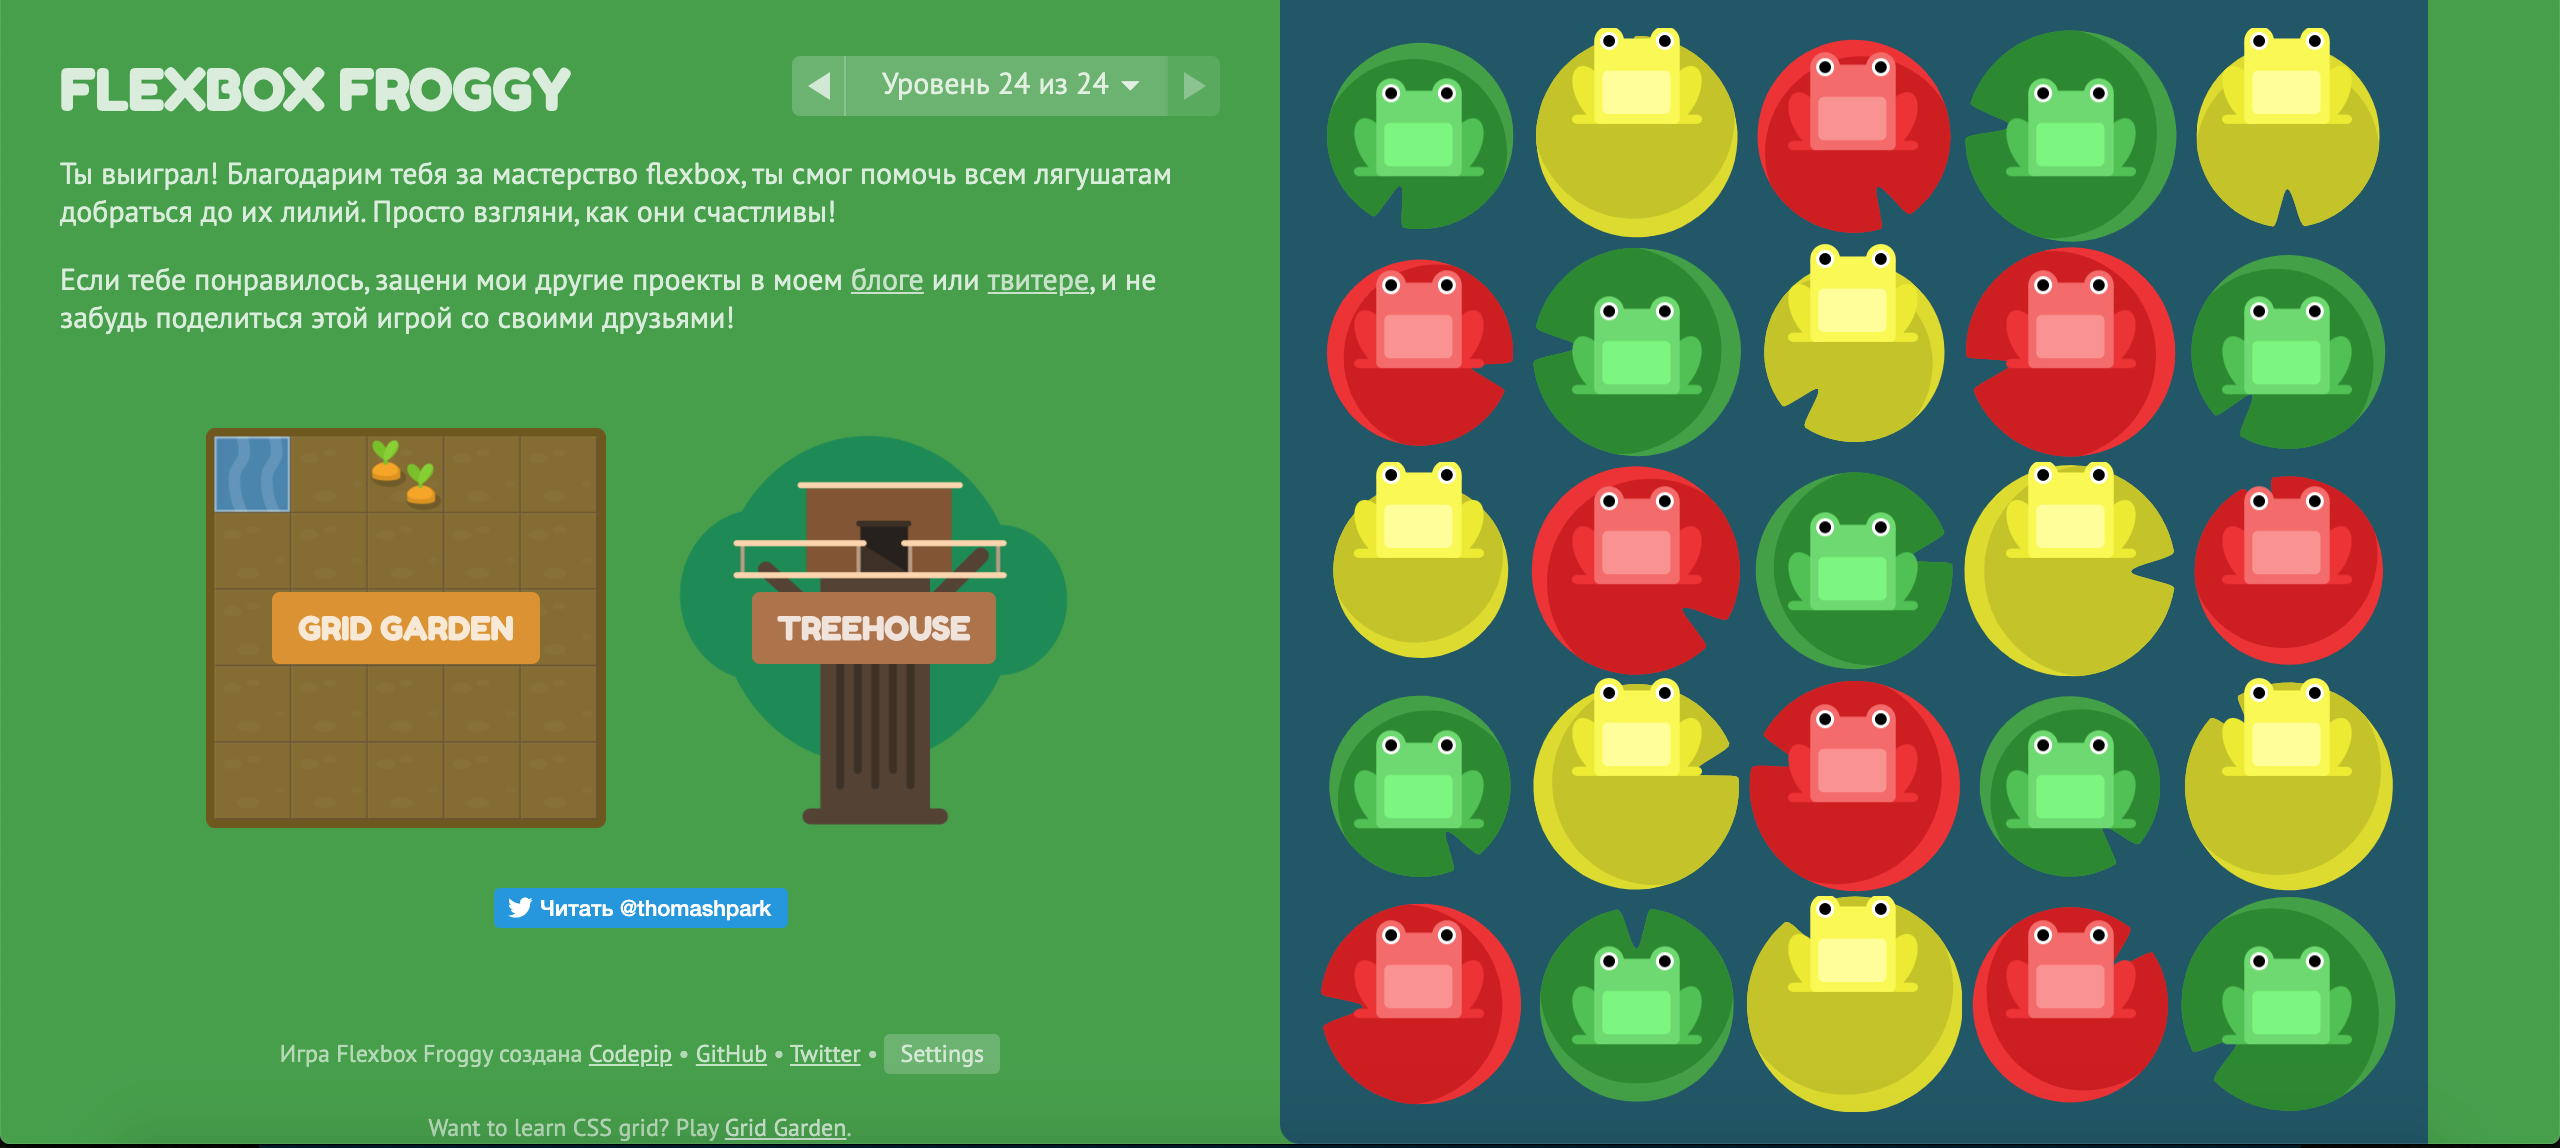 FLEXBOX FROGGY
Уровень 24 из 24
Ты выиграл! Благодарим тебя за мастерство flexbox, ты смог помочь всем лягушатам
добраться до их лилий. Просто взгляни, как они счастливы!
Если тебе понравилось, зацени мои другие проекты в моем блоге или твитере, и не
забудь поделиться этой игрой со своими друзьями!
GRID GARDEN
TREEHOUSE
Читать @thomashpark
Игра Flexbox Froggy создана Codepip • GitHub • Twitter • Settings
Want to learn CSS grid? Play Grid Garden.